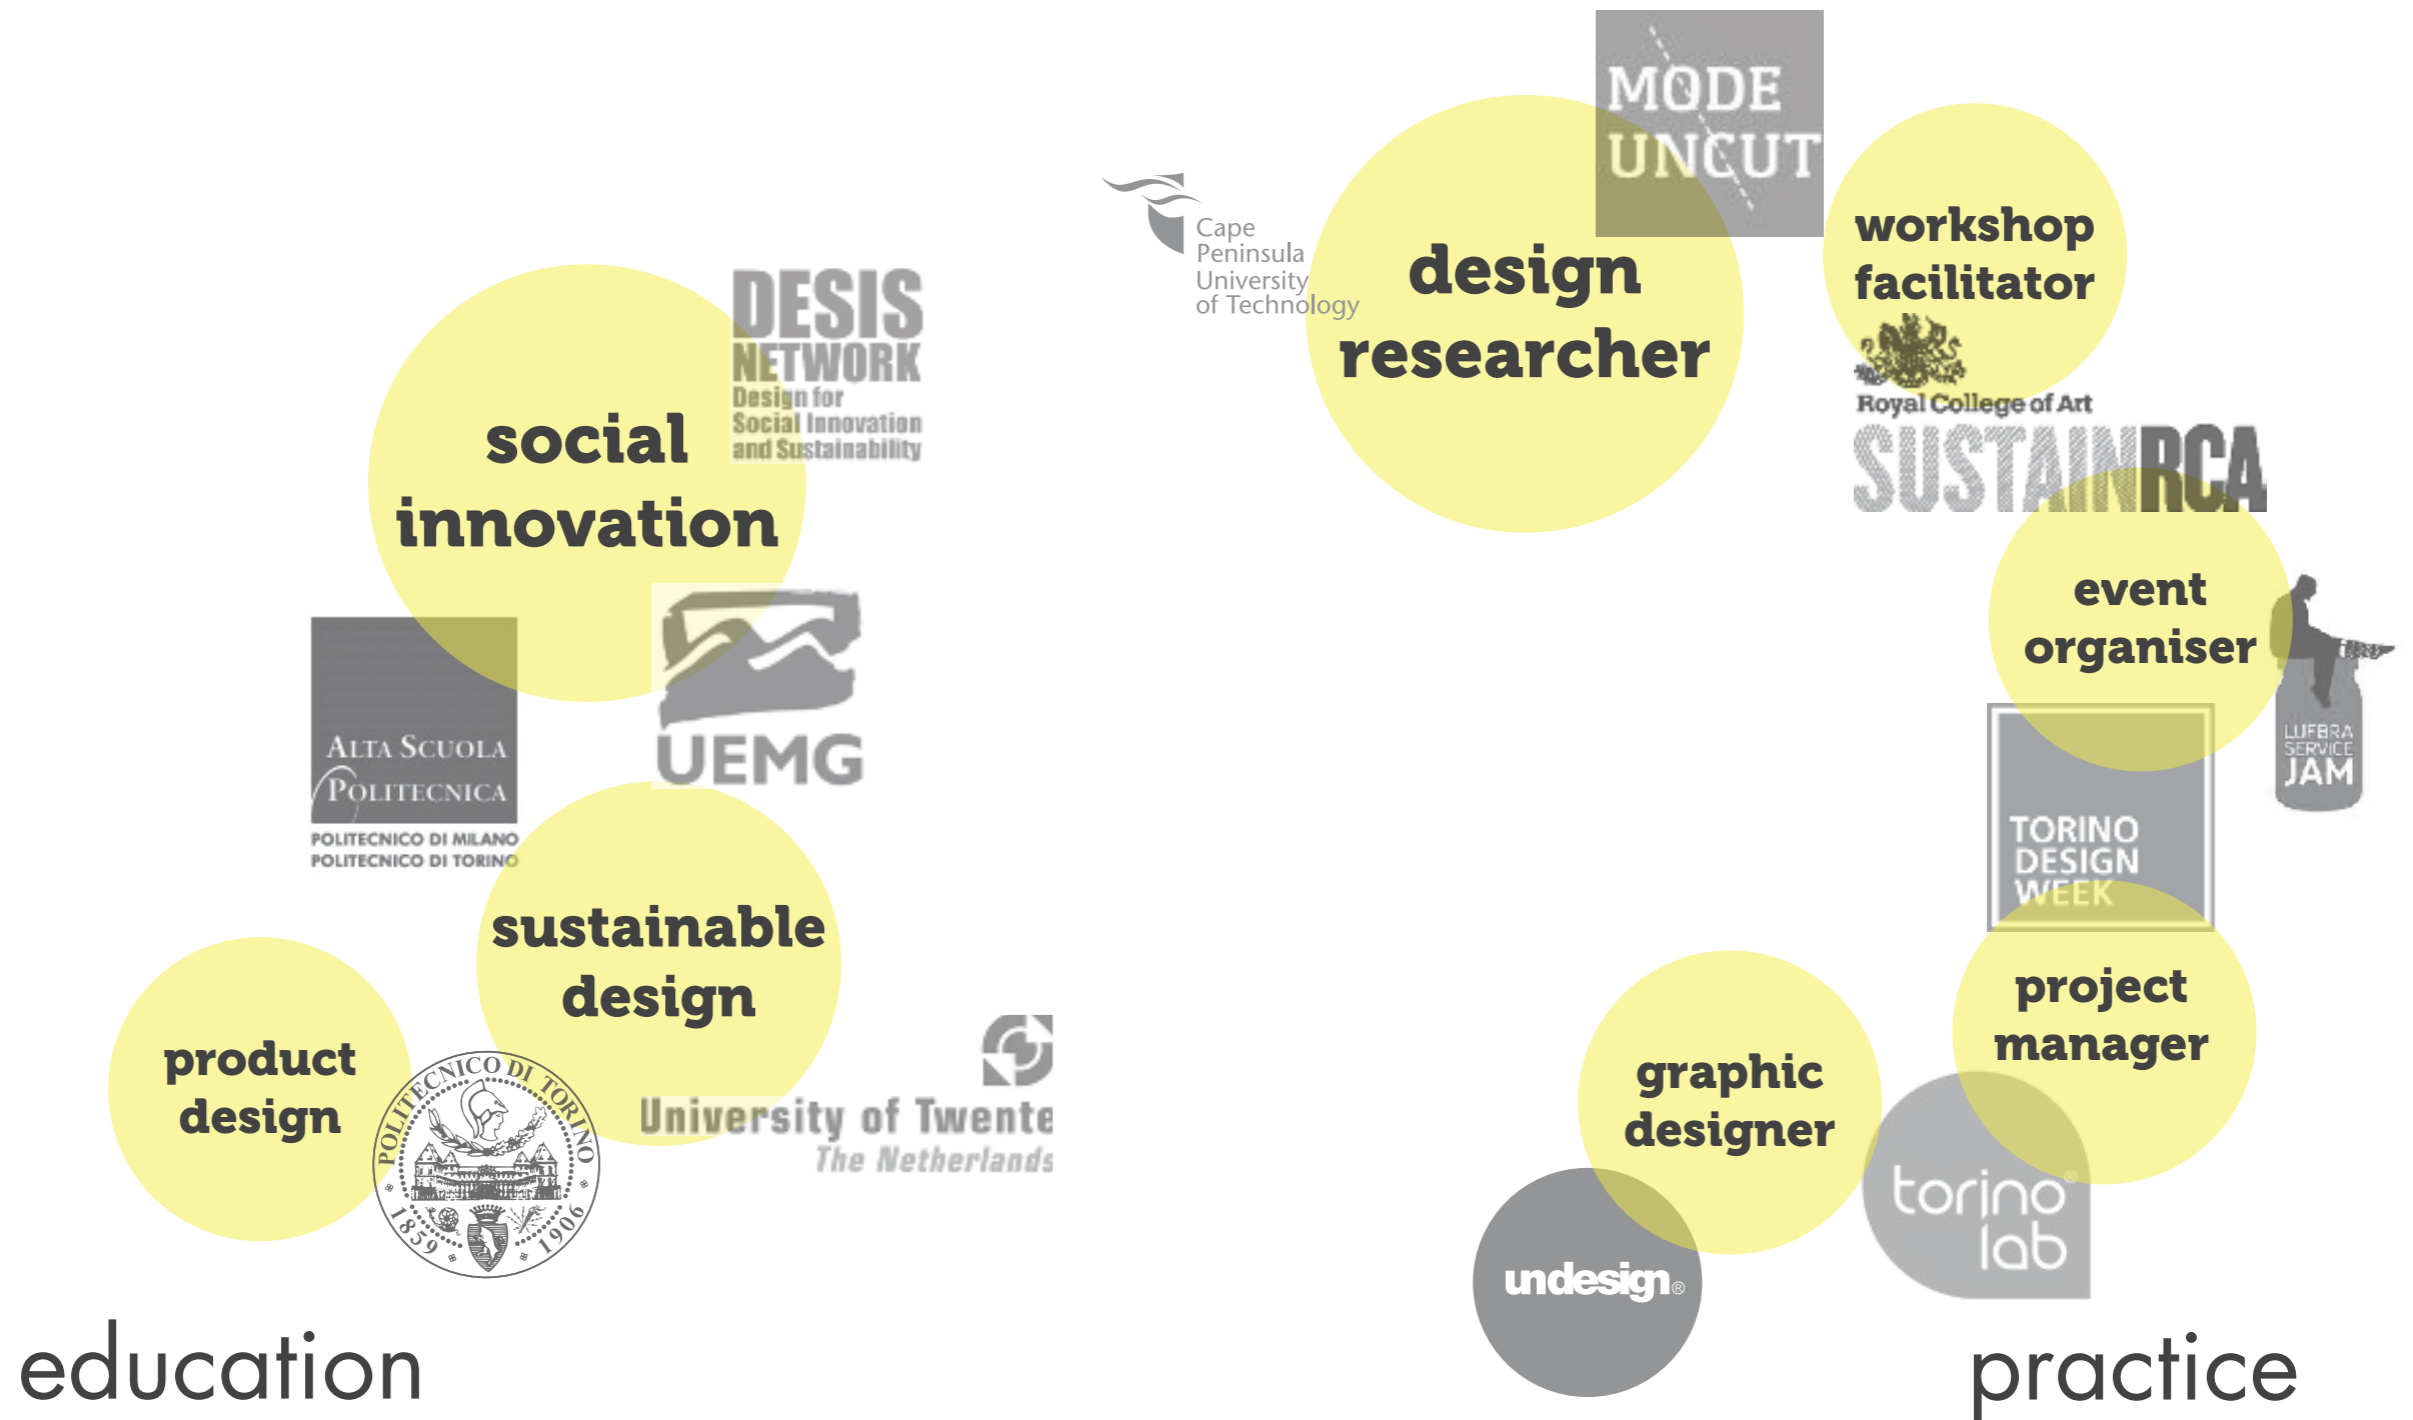 DESIS
NETWORK
Design for
Social Innovation
and Sustainability
social
innovation
UEMG
ALTA SCUOLA
POLITECNICA
POLITECNICO DI MILANO
POLITECNICO DI TORINO
sustainable
design
product
design
POLITECNICO DI TORINO
1859
1906
University of Twente
The Netherlands
education
MODE
UNCUT
Cape
Peninsula
University
of Technology
design
researcher
workshop
facilitator
Royal College of Art
SUSTAINRCA
event
organiser
LUFBRA
SERVICE
JAM
TORINO
DESIGN
WEEK
project
manager
graphic
designer
torino®
lab
undesign®
practice